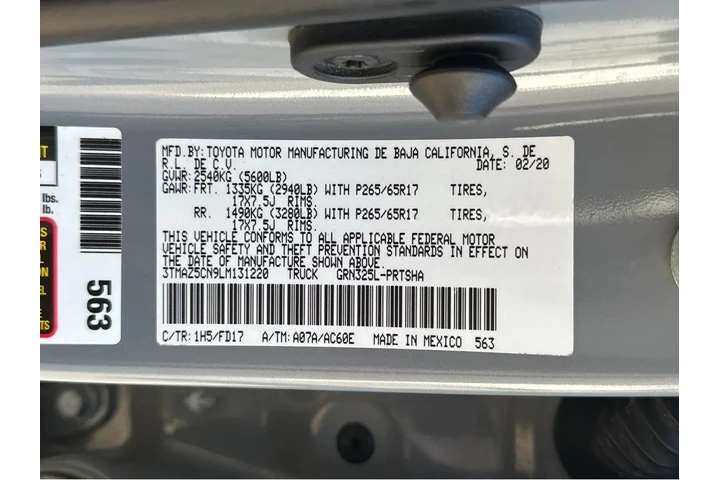 MFD.BY:TOYOTA MOTOR MANUFACTURING DE BAJA CALIFORNIA, S. DE
R.L. DE C.V. DATE: 02/20
GVWR:2540KG (5600LB)
GAWR:FRT. 1335KG (2940LB) WITH P265/65R17 TIRES,
17X7.5J RIMS.
RR. 1490KG (3280LB) WITH P265/65R17 TIRES,
17X7.5J RIMS.
THIS VEHICLE CONFORMS TO ALL APPLICABLE FEDERAL MOTOR
VEHICLE SAFETY AND THEFT PREVENTION STANDARDS IN EFFECT ON
THE DATE OF MANUFACTURE SHOWN ABOVE.
3TMAZ5CN9LM131220 TRUCK GRN325L-PRTSHA
C/TR: 1H5/FD17 A/TM: A07A/AC60E MADE IN MEXICO 563
lbs.
lb.
563